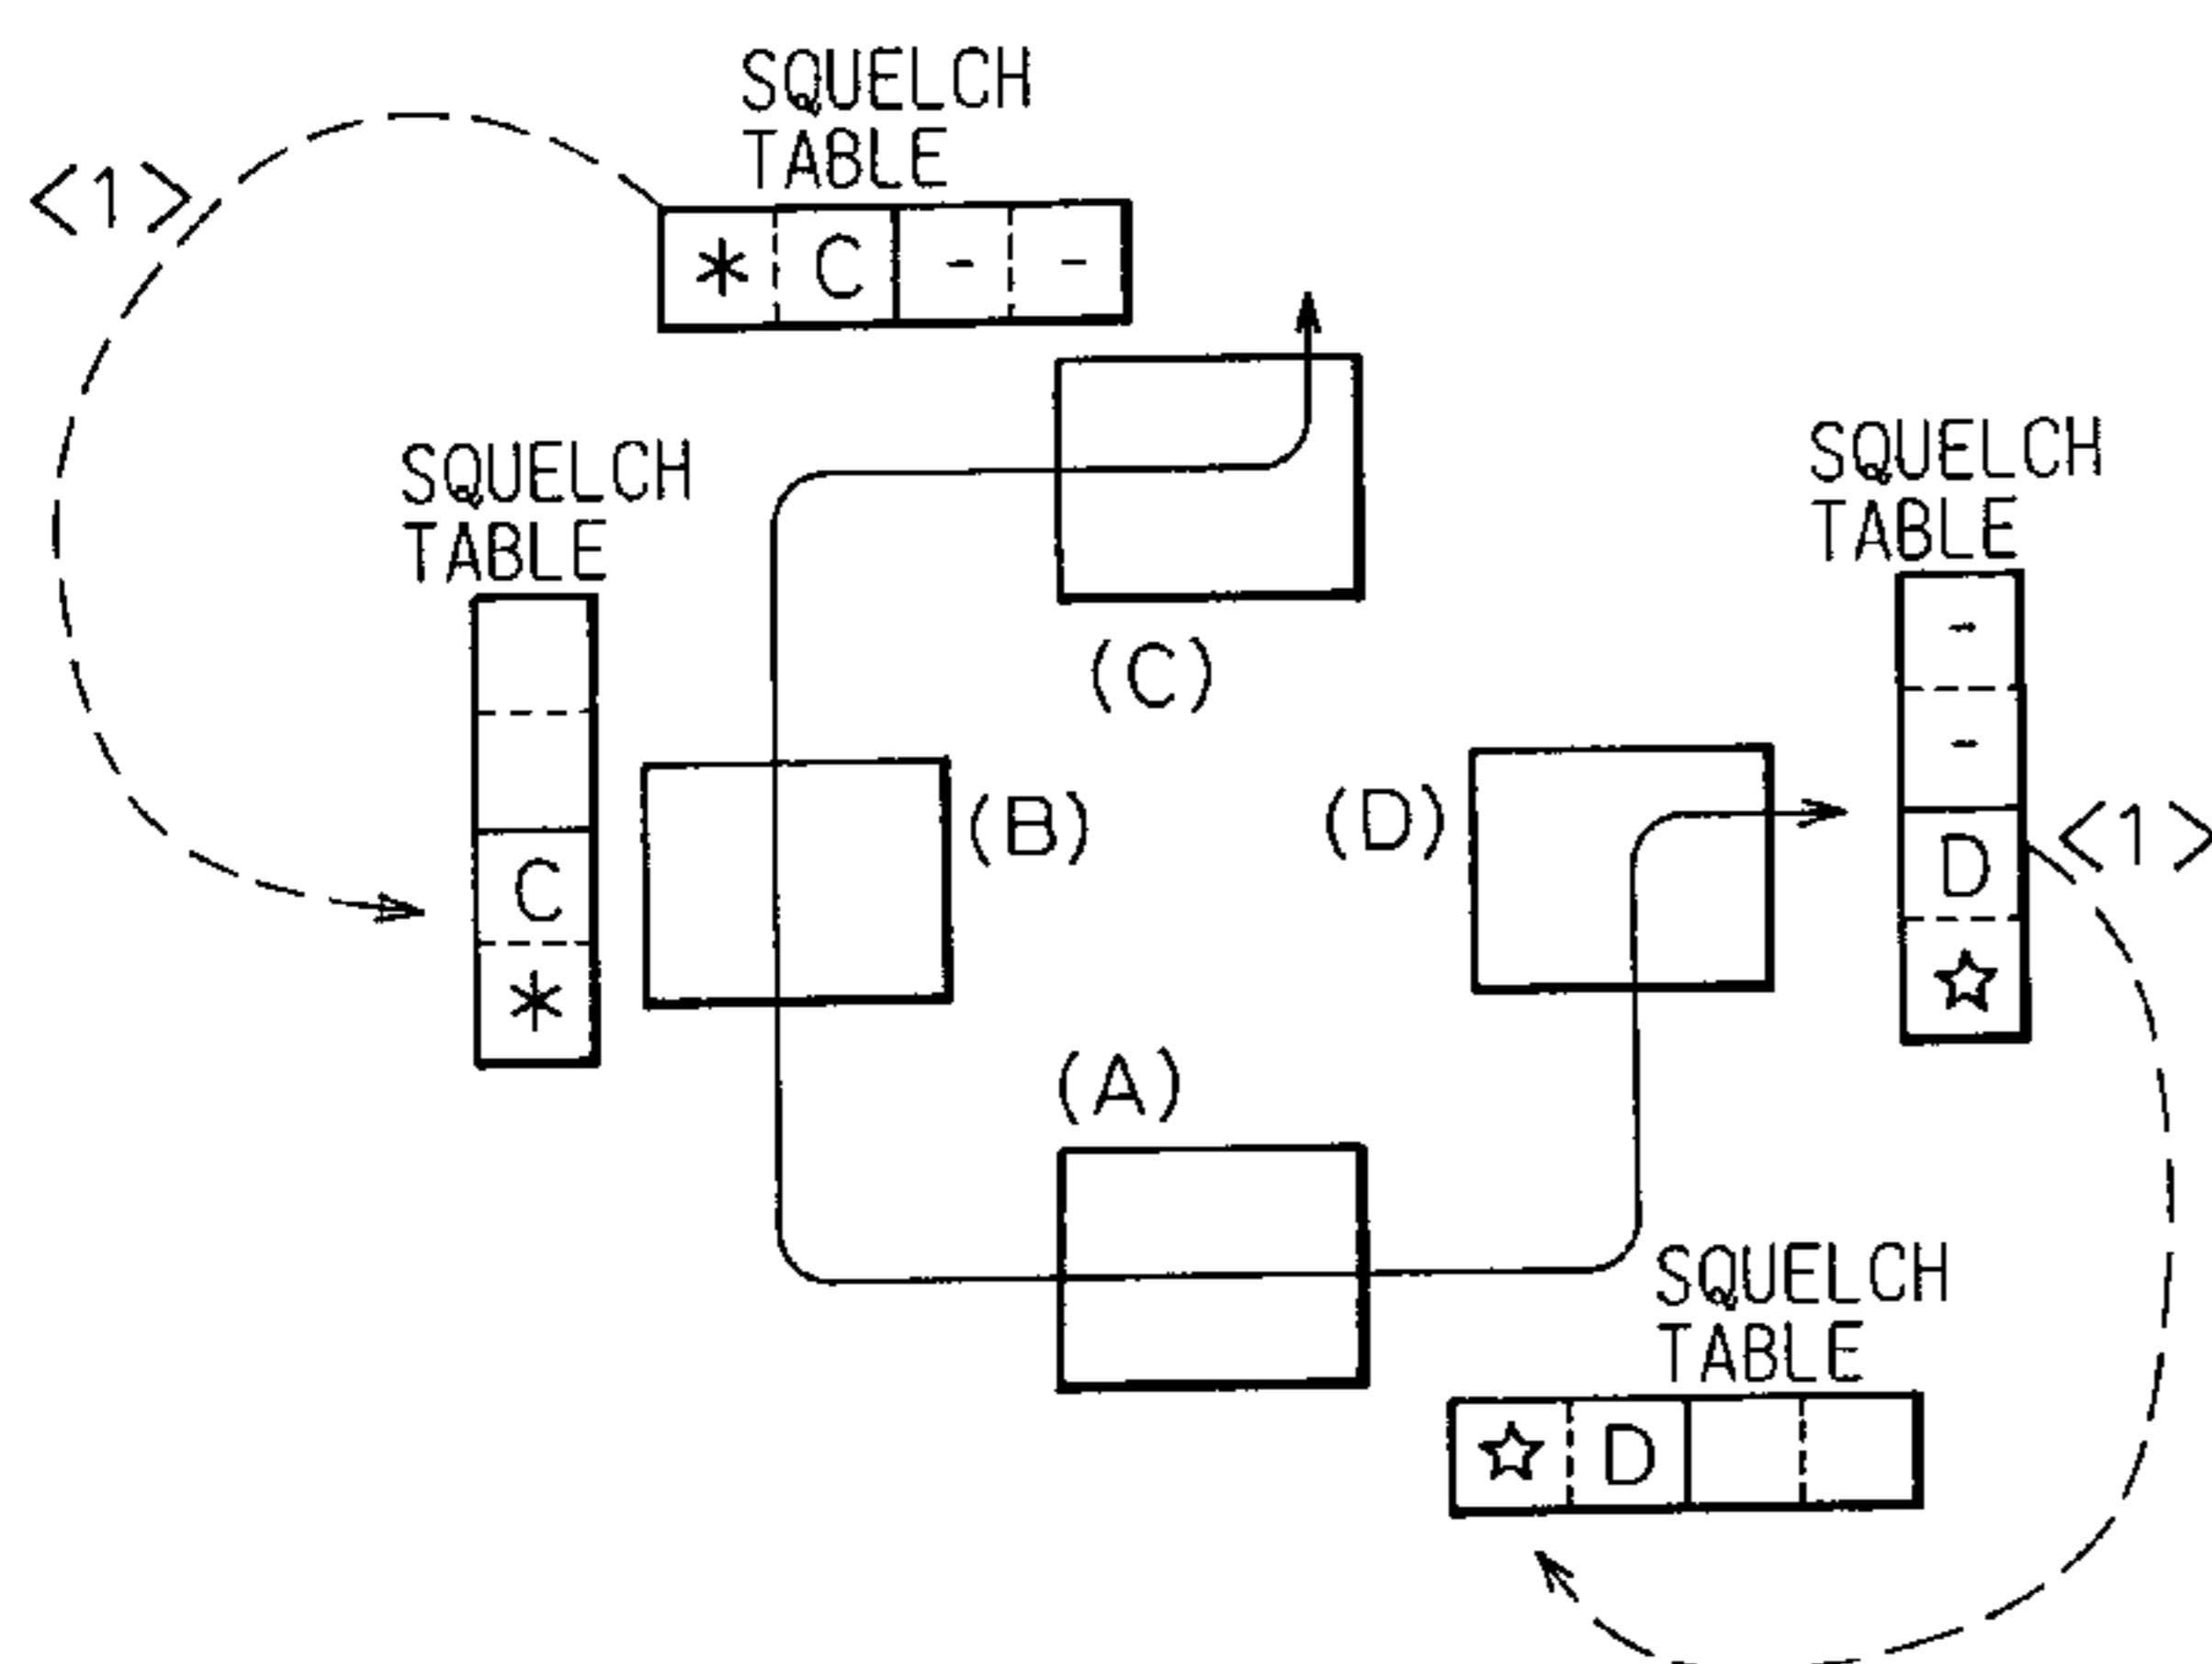 SQUELCH
TABLE
<1>
* C - -
SQUELCH
TABLE
SQUELCH
TABLE
(C)
-
-
(B)
(D)
<1>
C
D
*
☆
(A)
SQUELCH
TABLE
☆ D